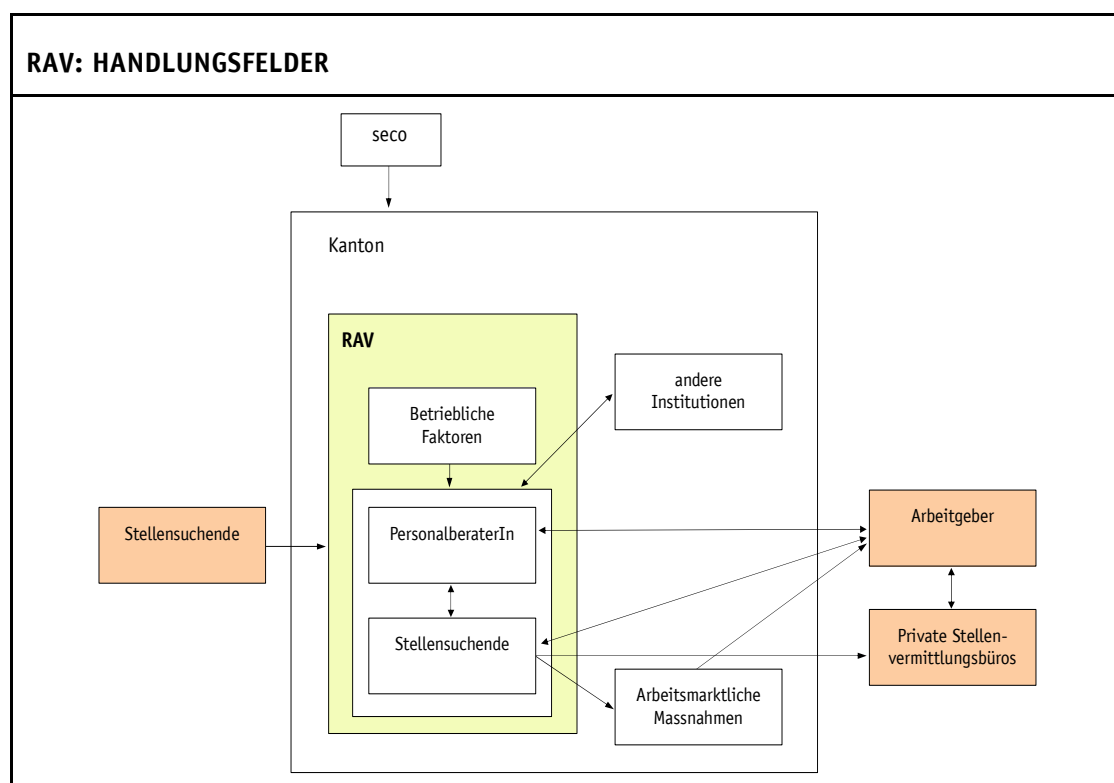 RAV: HANDLUNGSFELDER
seco
Kanton
RAV
andere
Institutionen
Betriebliche
Faktoren
Stellensuchende
PersonalberaterIn
Arbeitgeber
Stellensuchende
Private Stellen-
vermittlungsbüros
Arbeitsmarktliche
Massnahmen